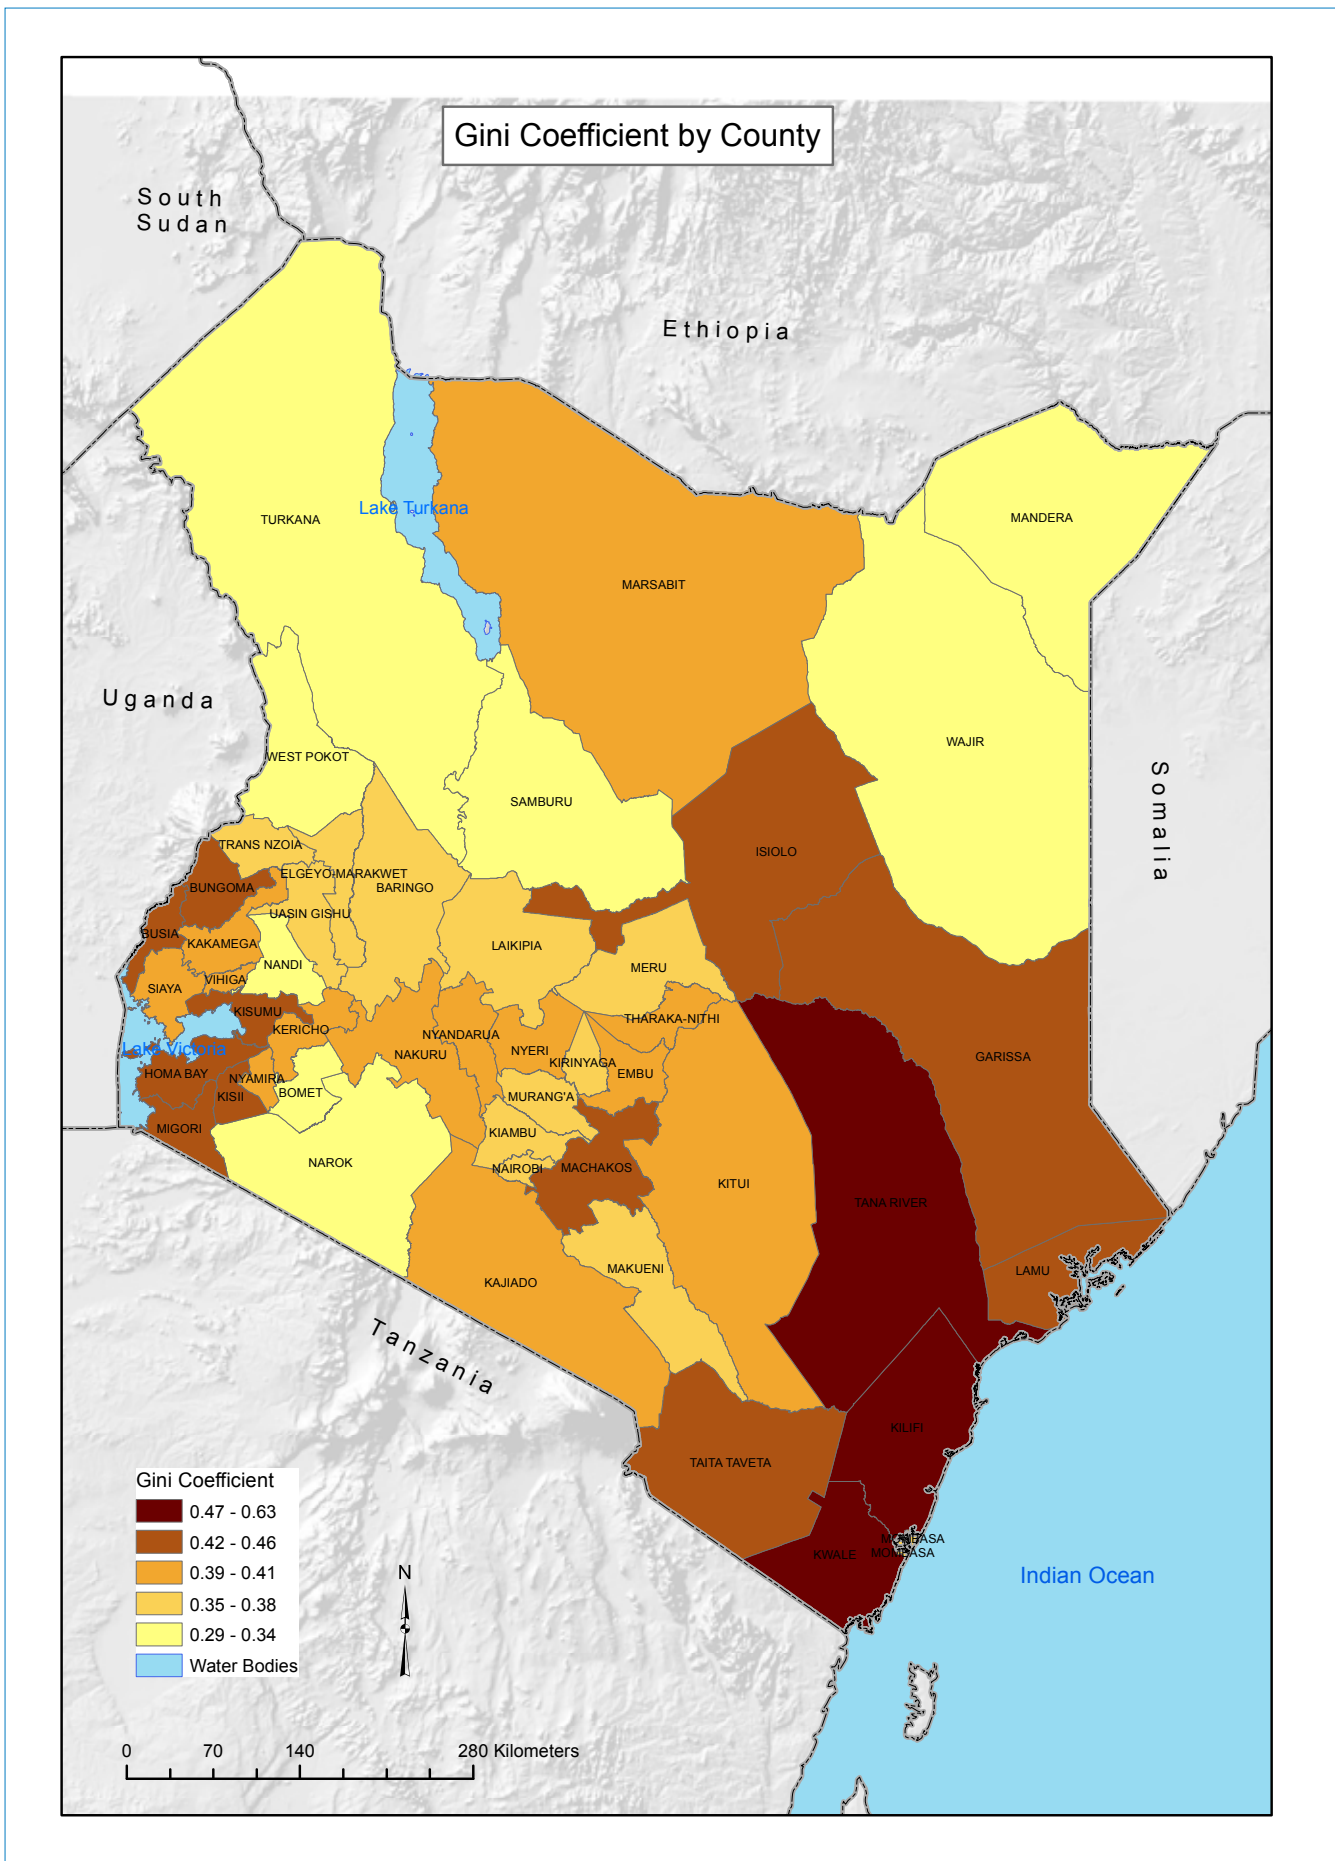 Gini Coefficient by County
South
Sudan
Ethiopia
TURKANA
Lake Turkana
MANDERA
MARSABIT
Uganda
WEST POKOT
WAJIR
Somalia
SAMBURU
TRANS NZOIA
ISIOLO
ELGEYO-MARAKWET
BUNGOMA
BARINGO
UASIN GISHU
BUSIA
KAKAMEGA
LAIKIPIA
NANDI
MERU
VIHIGA
SIAYA
KISUMU
THARAKA-NITHI
KERICHO
NYANDARUA
Lake Victoria
NYERI
NAKURU
GARISSA
KIRINYAGA
HOMA BAY
NYAMIRA
EMBU
BOMET
KISII
MURANG'A
MIGORI
KIAMBU
NAROK
NAIROBI
MACHAKOS
KITUI
TANA RIVER
MAKUENI
LAMU
KAJIADO
Tanzania
KILIFI
TAITA TAVETA
MOMBASA
KWALE
MOMBASA
Indian Ocean
Gini Coefficient
0.47 - 0.63
0.42 - 0.46
0.39 - 0.41
0.35 - 0.38
0.29 - 0.34
Water Bodies
N
0 70 140 280 Kilometers